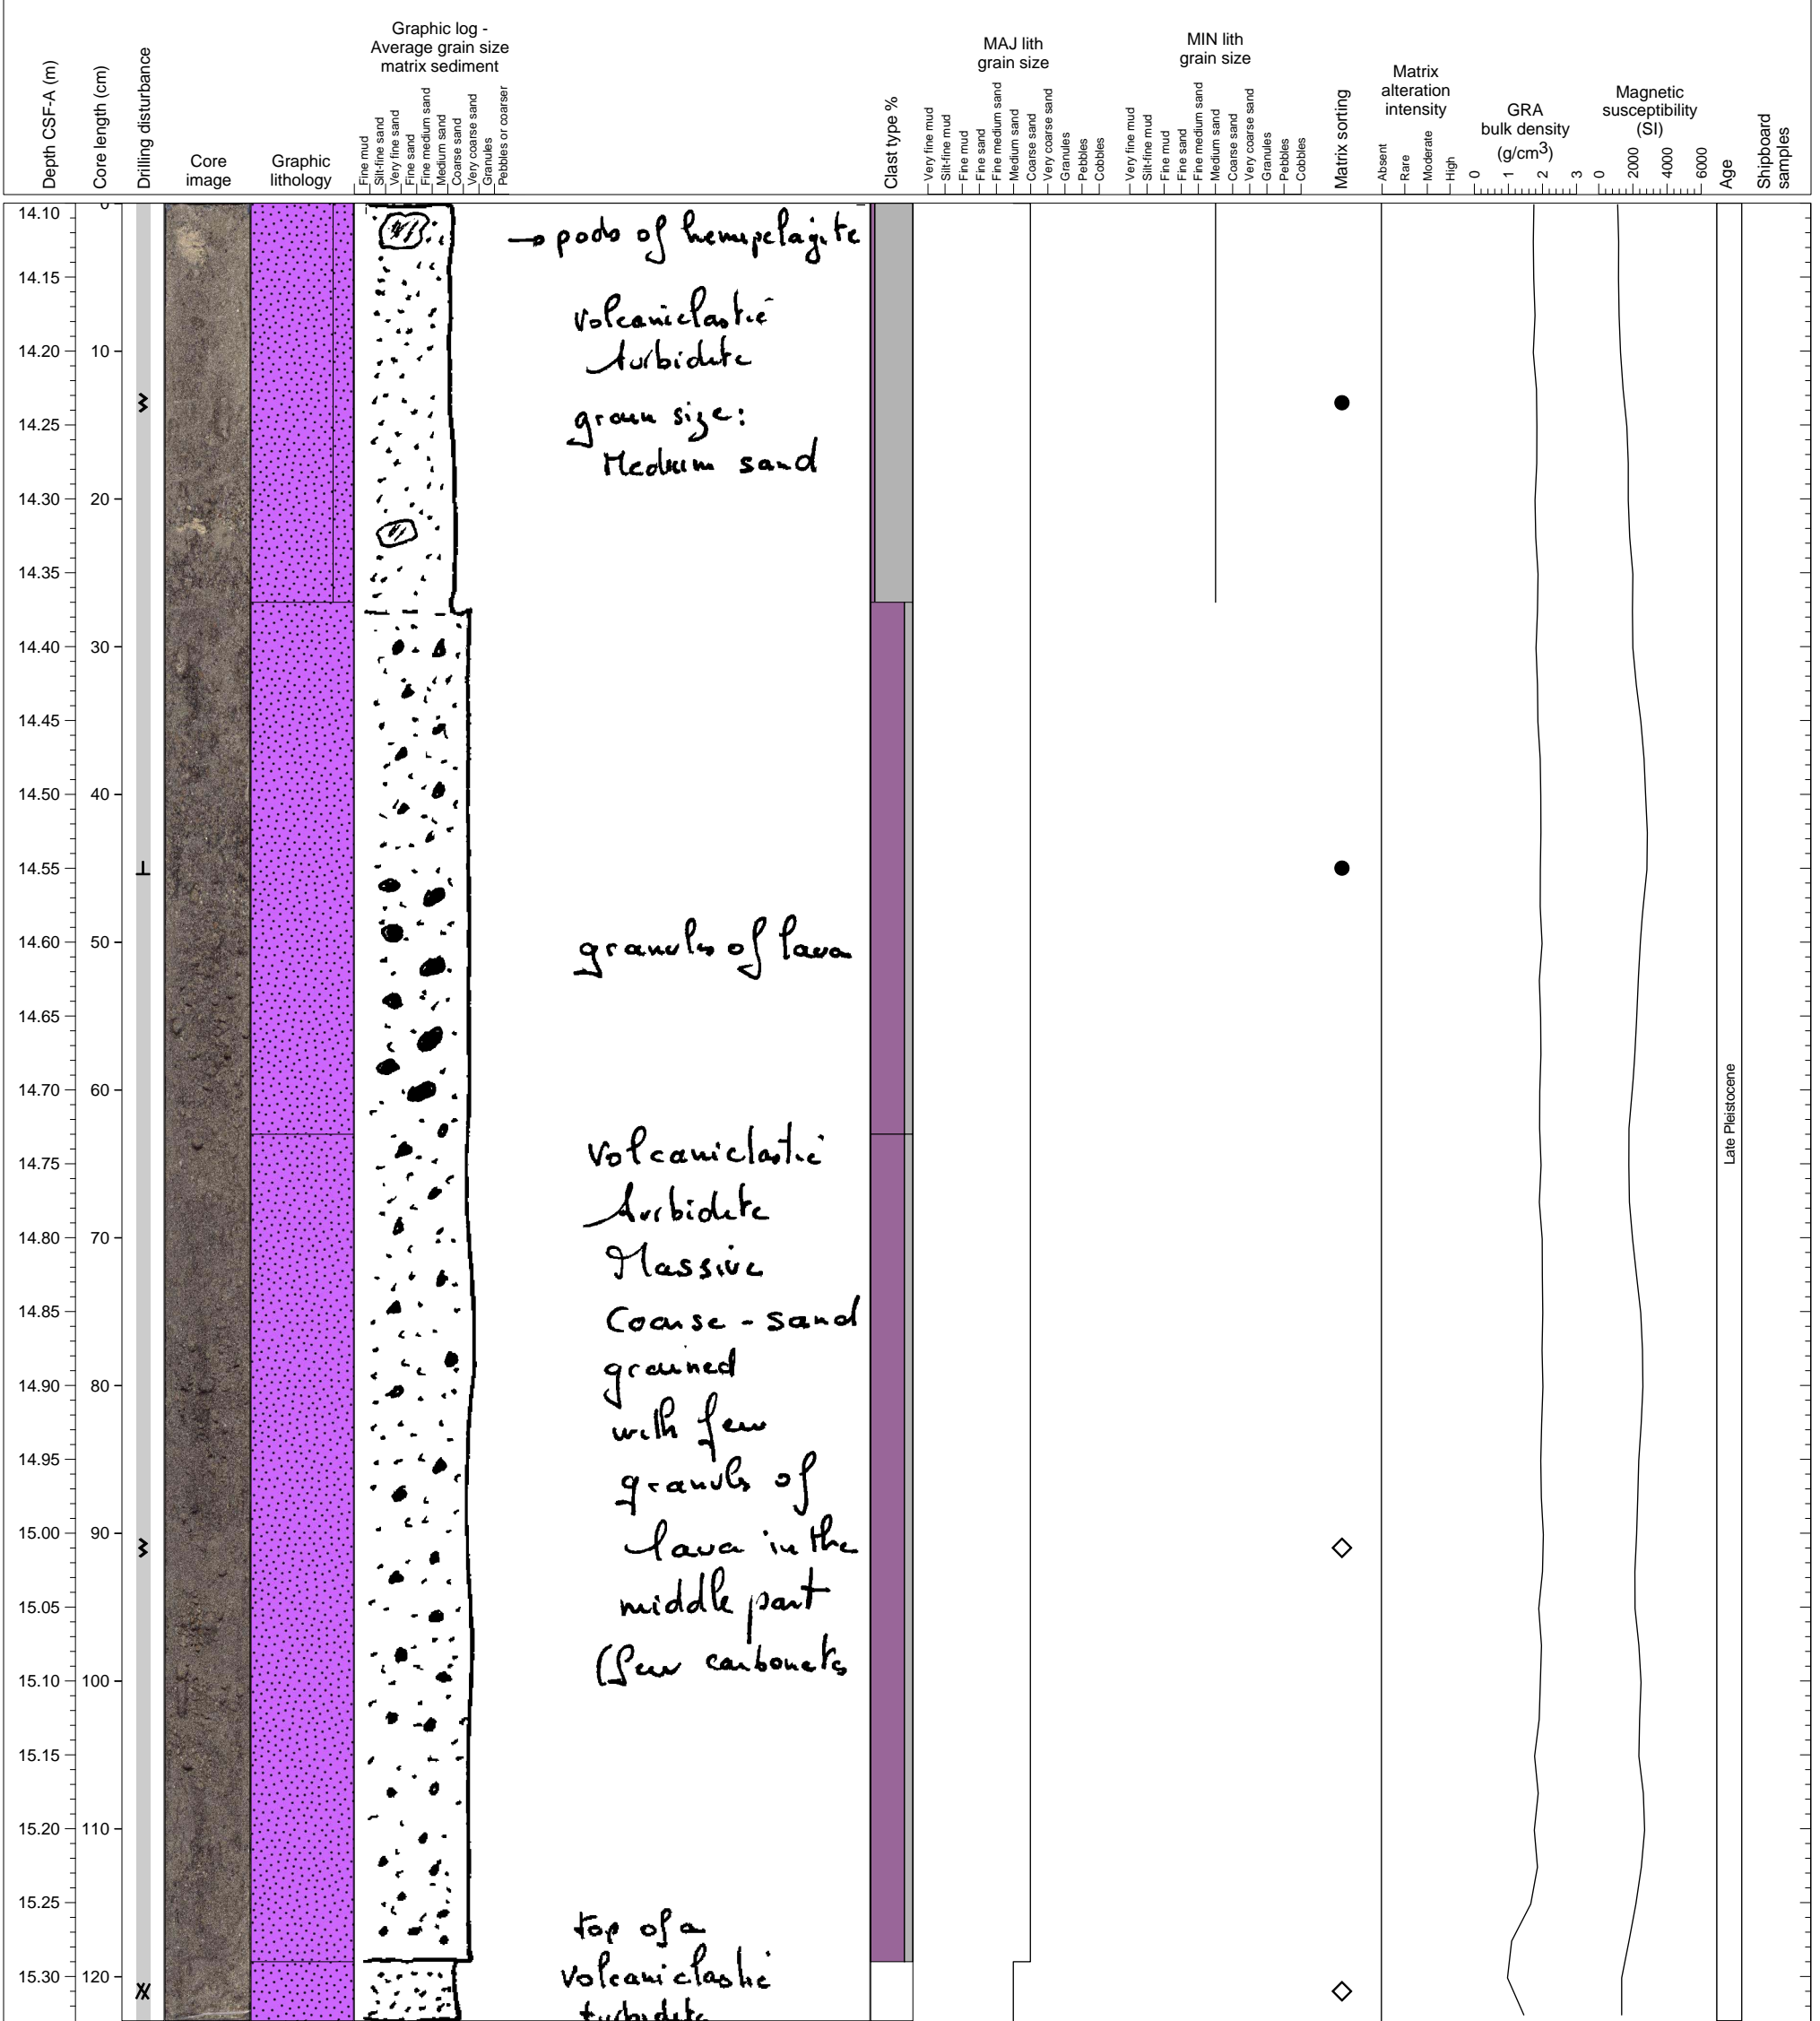 Graphic log -
Average grain size
matrix sediment
MAJ lith
grain size
MIN lith
grain size
Matrix
alteration
intensity
GRA
bulk density
(g/cm3)
Magnetic
susceptibility
(SI)
Depth CSF-A (m)
Core length (cm)
Drilling disturbance
Core
image
Graphic
lithology
Fine mud
Silt-fine sand
Very fine sand
Fine sand
Fine medium sand
Medium sand
Coarse sand
Very coarse sand
Granules
Pebbles or coarser
Clast type %
Very fine mud
Silt-fine mud
Fine mud
Fine sand
Fine medium sand
Medium sand
Coarse sand
Very coarse sand
Granules
Pebbles
Cobbles
Very fine mud
Silt-fine mud
Fine mud
Fine sand
Fine medium sand
Medium sand
Coarse sand
Very coarse sand
Granules
Pebbles
Cobbles
Matrix sorting
Absent
Rare
Moderate
High
0 1 2 3
0 2000 4000 6000
Age
Shipboard
samples
14.10
0
→ pods of hemipelagite
14.15
volcaniclastic
14.20
10
turbidite
14.25
grain size:
Medium sand
14.30
20
14.35
14.40
30
14.45
14.50
40
14.55
14.60
50
granules of lava
14.65
14.70
60
Late Pleistocene
14.75
Volcaniclastic
14.80
70
turbidite
Massive
14.85
Coarse - sand
grained
14.90
80
with few
14.95
granuls of
15.00
90
lava in the
15.05
middle part
(few carbonats
15.10
100
15.15
15.20
110
15.25
top of a
15.30
120
volcaniclastic
turbidite